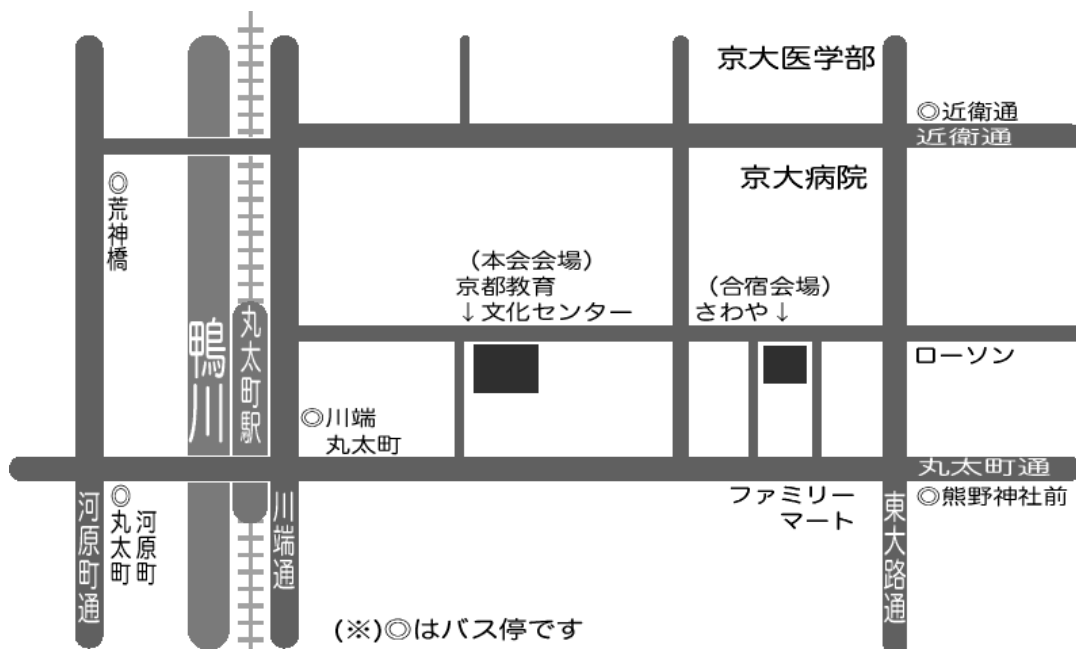 京大医学部
◎近衛通
近衛通
京大病院
◎荒神橋
（本会会場）
京都教育
↓文化センター
（合宿会場）
さわや↓
鴨川
丸太町駅
ローソン
◎川端
丸太町
丸太町通
ファミリー
マート
◎熊野神社前
河原町通
◎丸太町
河原町
川端通
東大路通
(※)◎はバス停です